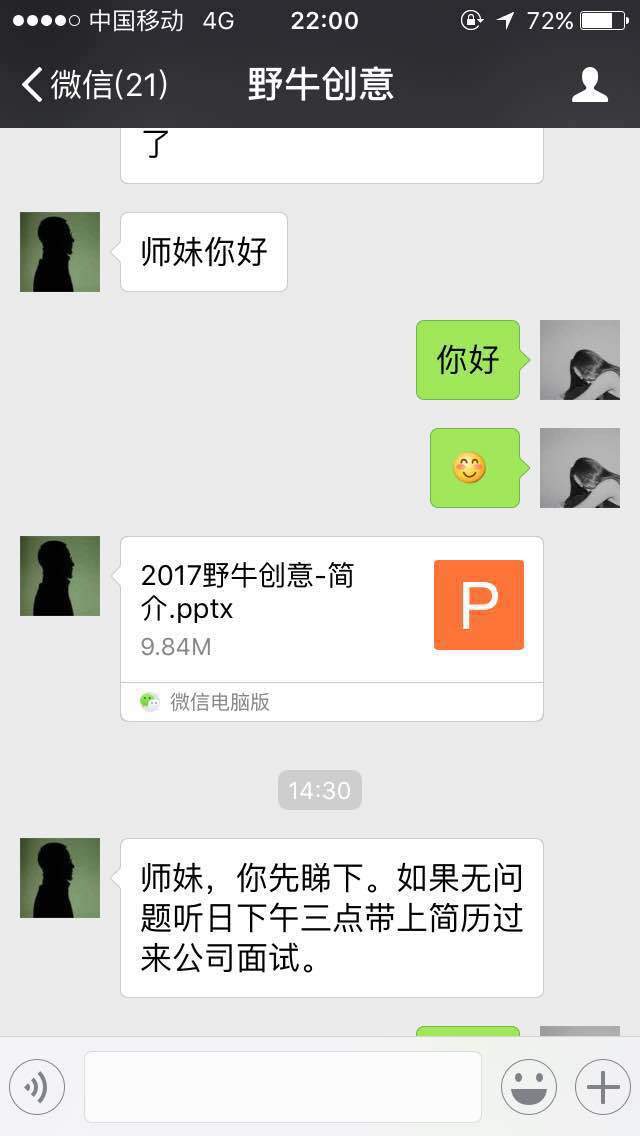 中国移动 4G 22:00 72%
微信(21) 野牛创意
了
师妹你好
你好
2017野牛创意-简
介.pptx
9.84M
P
微信电脑版
14:30
师妹，你先睇下。如果无问
题听日下午三点带上简历过
来公司面试。